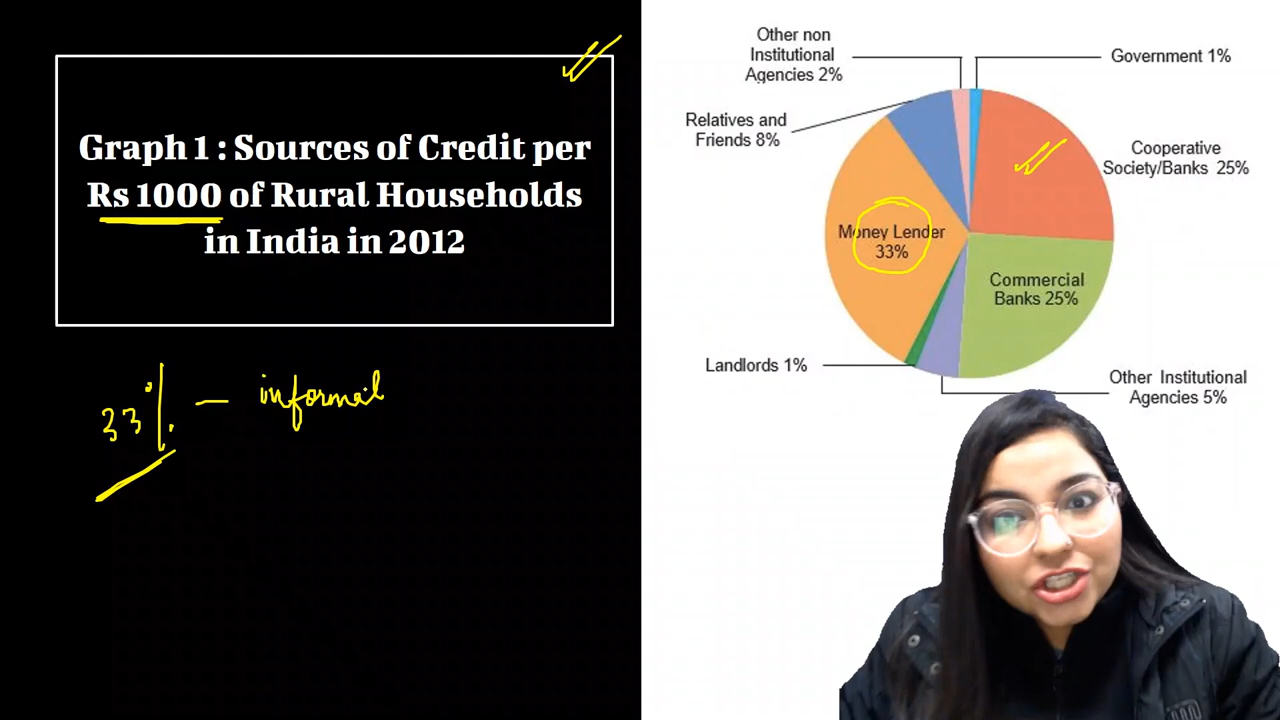 Graph 1 : Sources of Credit per
Rs 1000 of Rural Households
in India in 2012
33% — informal
Other non
Institutional
Agencies 2%
Government 1%
Relatives and
Friends 8%
Cooperative
Society/Banks 25%
Money Lender
33%
Commercial
Banks 25%
Landlords 1%
Other Institutional
Agencies 5%